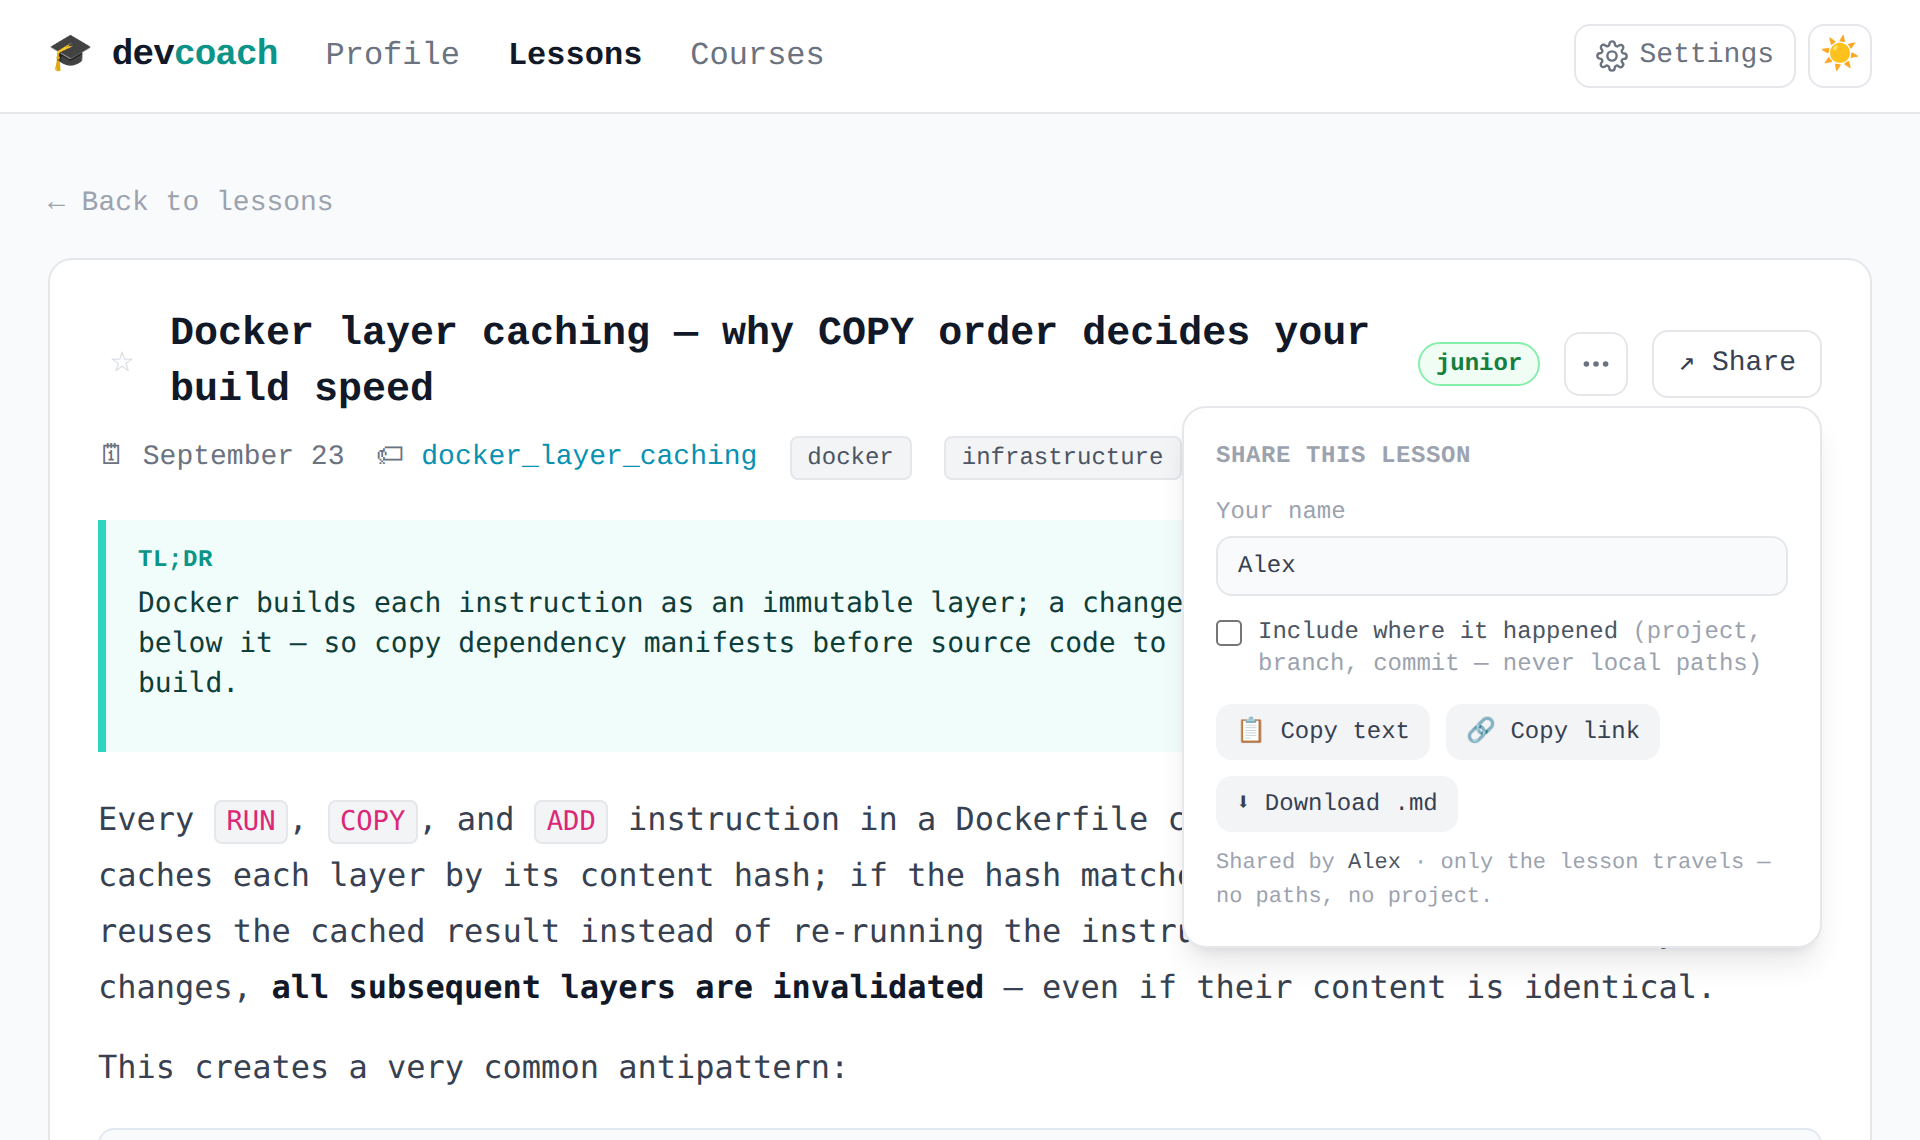 devcoach Profile Lessons Courses Settings
← Back to lessons
Docker layer caching — why COPY order decides your
build speed
junior
↗ Share
September 23 docker_layer_caching docker infrastructure
SHARE THIS LESSON
Your name
Alex
Include where it happened (project,
branch, commit — never local paths)
Copy text Copy link
⬇ Download .md
Shared by Alex · only the lesson travels —
no paths, no project.
TL;DR
Docker builds each instruction as an immutable layer; a change
below it — so copy dependency manifests before source code to
build.
Every RUN, COPY, and ADD instruction in a Dockerfile
caches each layer by its content hash; if the hash
reuses the cached result instead of re-running the
changes, all subsequent layers are invalidated — even if their content is identical.
This creates a very common antipattern: